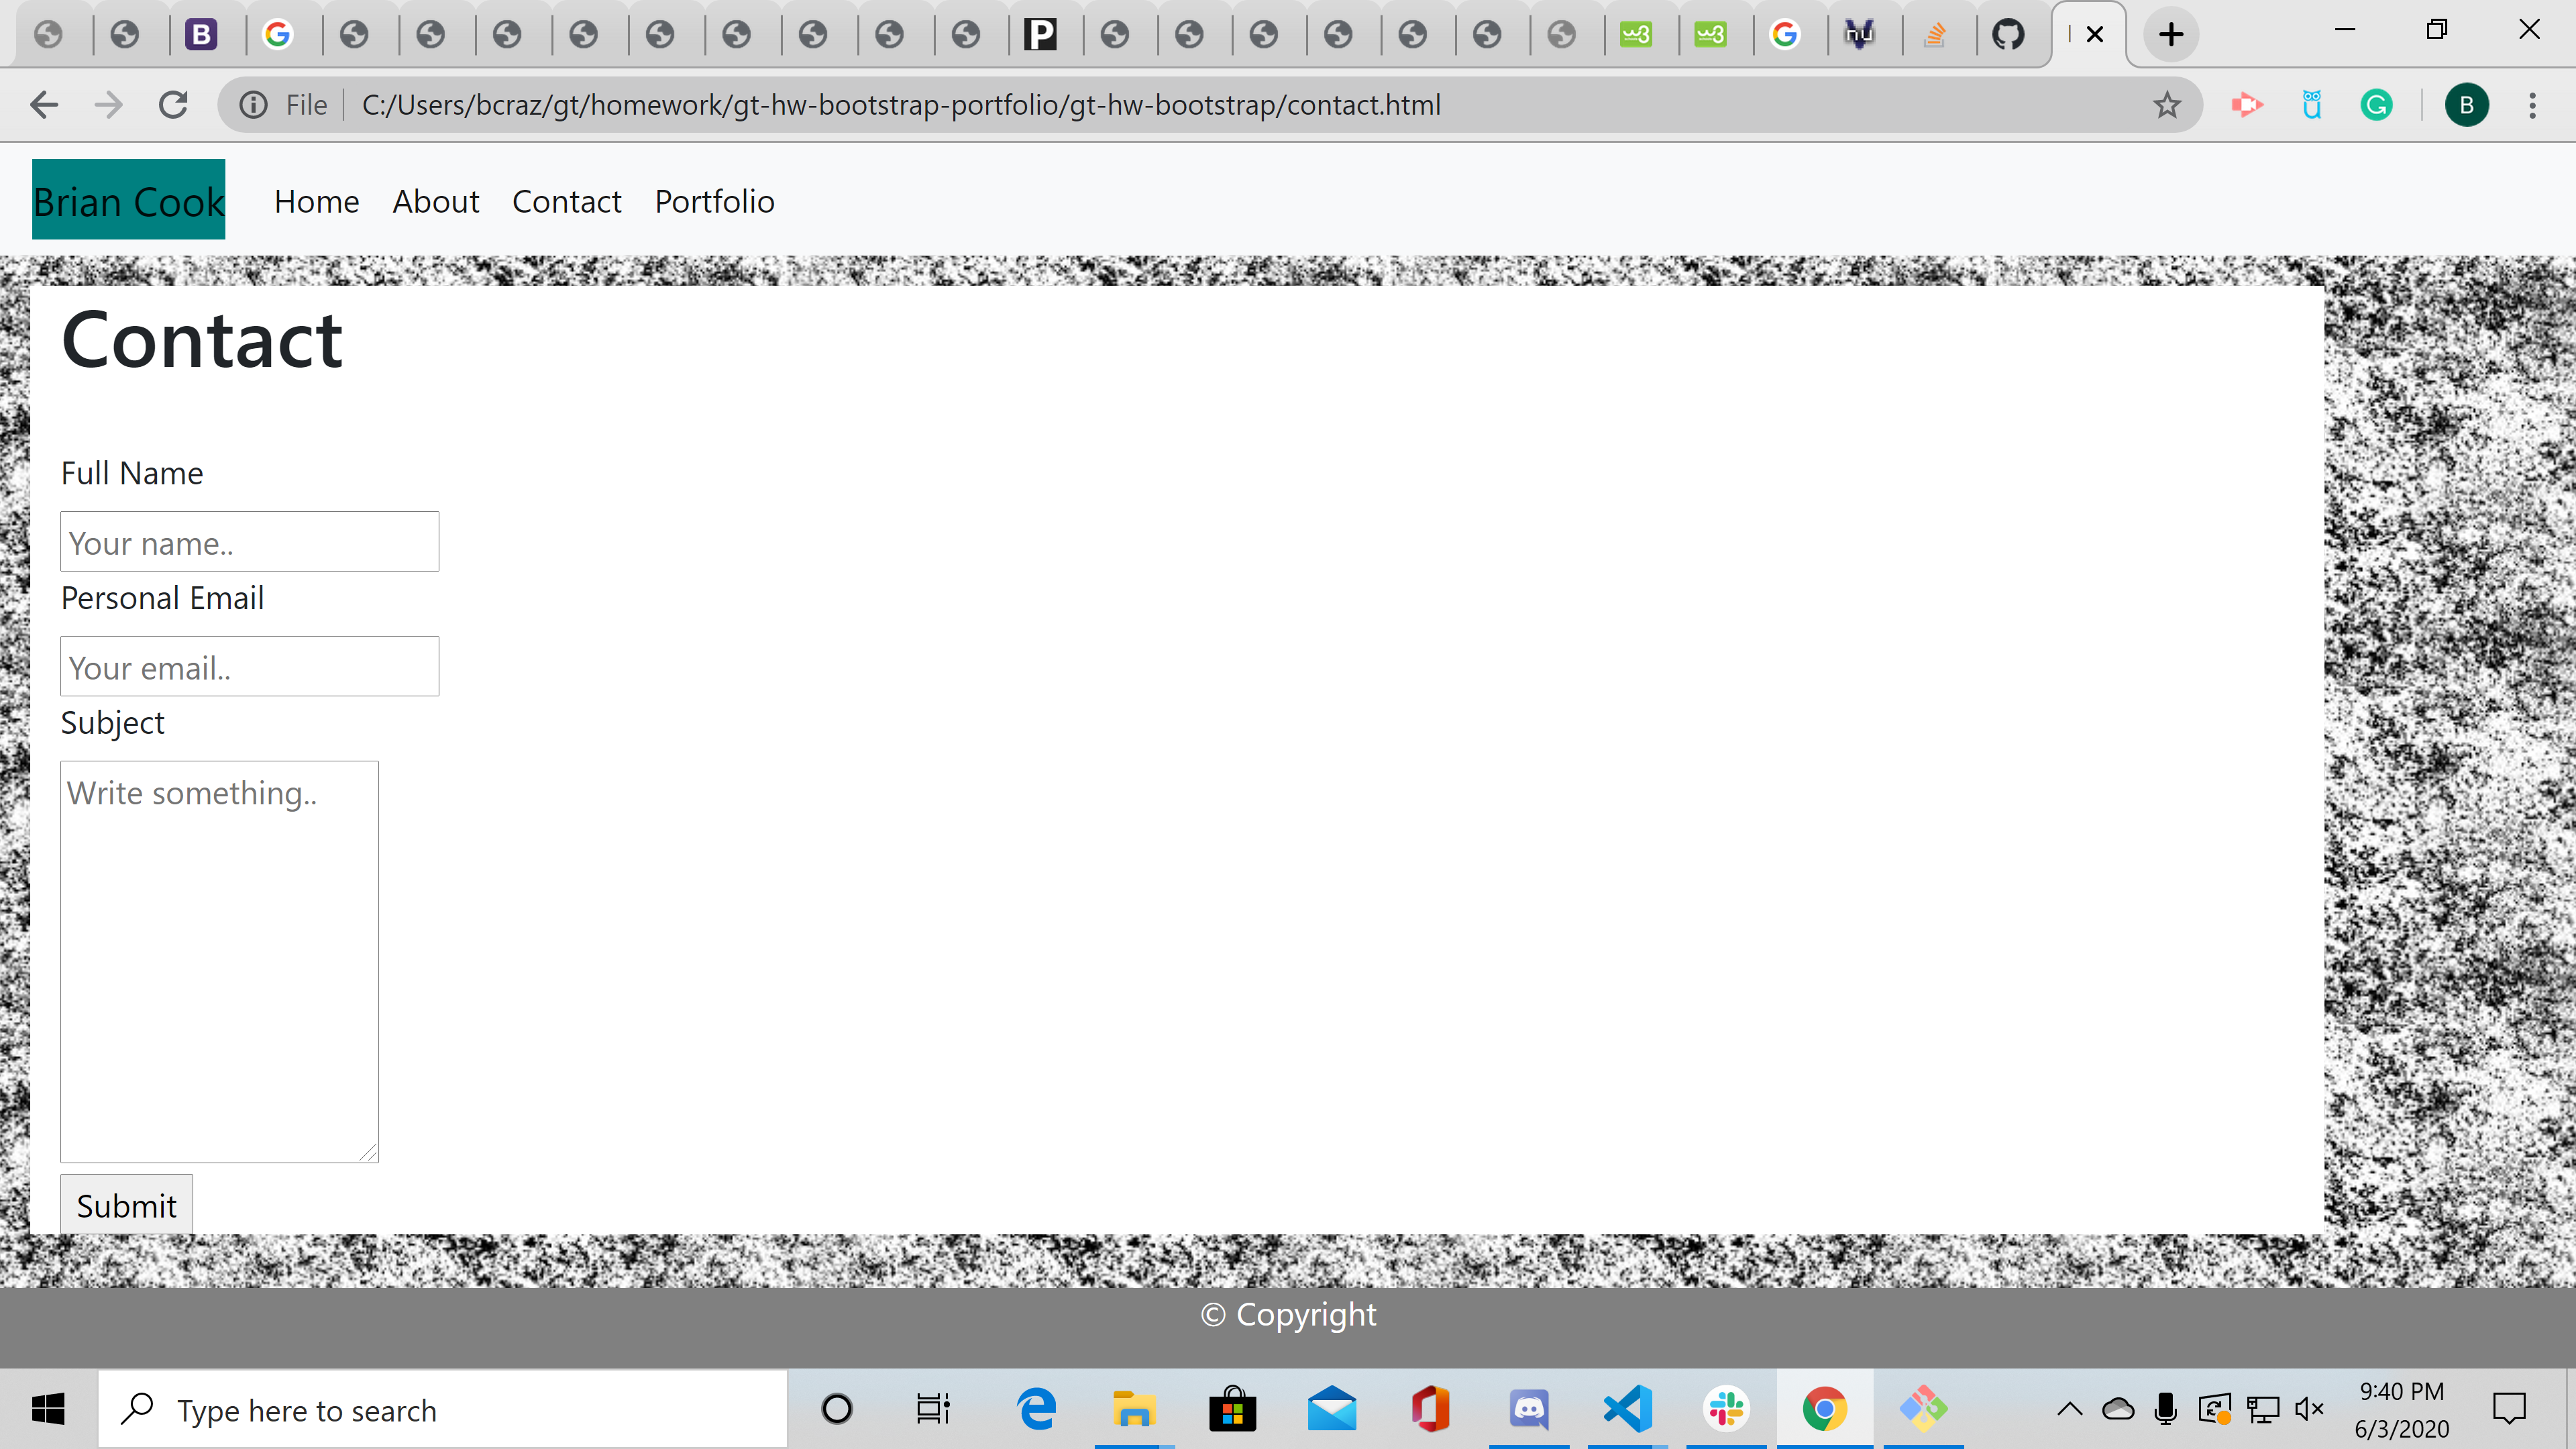 File C:/Users/bcraz/gt/homework/gt-hw-bootstrap-portfolio/gt-hw-bootstrap/contact.html
B
Brian Cook Home About Contact Portfolio
Contact
Full Name
Your name..
Personal Email
Your email..
Subject
Write something..
Submit
© Copyright
Type here to search
9:40 PM
6/3/2020